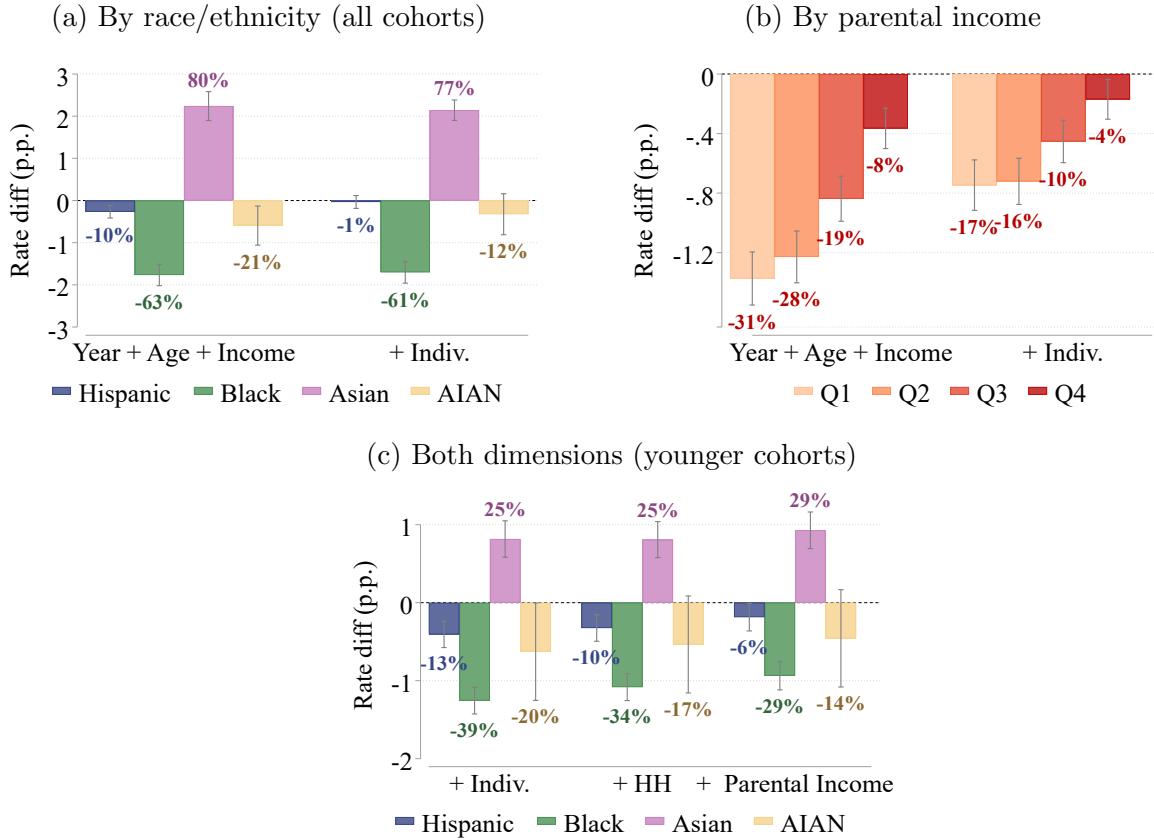 (a) By race/ethnicity (all cohorts)
Rate diff (p.p.)
3
2
1
0
-1
-2
-3
80%
77%
-10%
-63%
-21%
-1%
-61%
-12%
Year + Age + Income
+ Indiv.
Hispanic Black Asian AIAN
(b) By parental income
Rate diff (p.p.)
0
-.4
-.8
-1.2
-31%
-28%
-19%
-8%
-17%
-16%
-10%
-4%
Year + Age + Income
+ Indiv.
Q1 Q2 Q3 Q4
(c) Both dimensions (younger cohorts)
Rate diff (p.p.)
1
0
-1
-2
25%
25%
29%
-13%
-39%
-20%
-10%
-34%
-17%
-6%
-29%
-14%
+ Indiv.
+ HH
+ Parental Income
Hispanic Black Asian AIAN